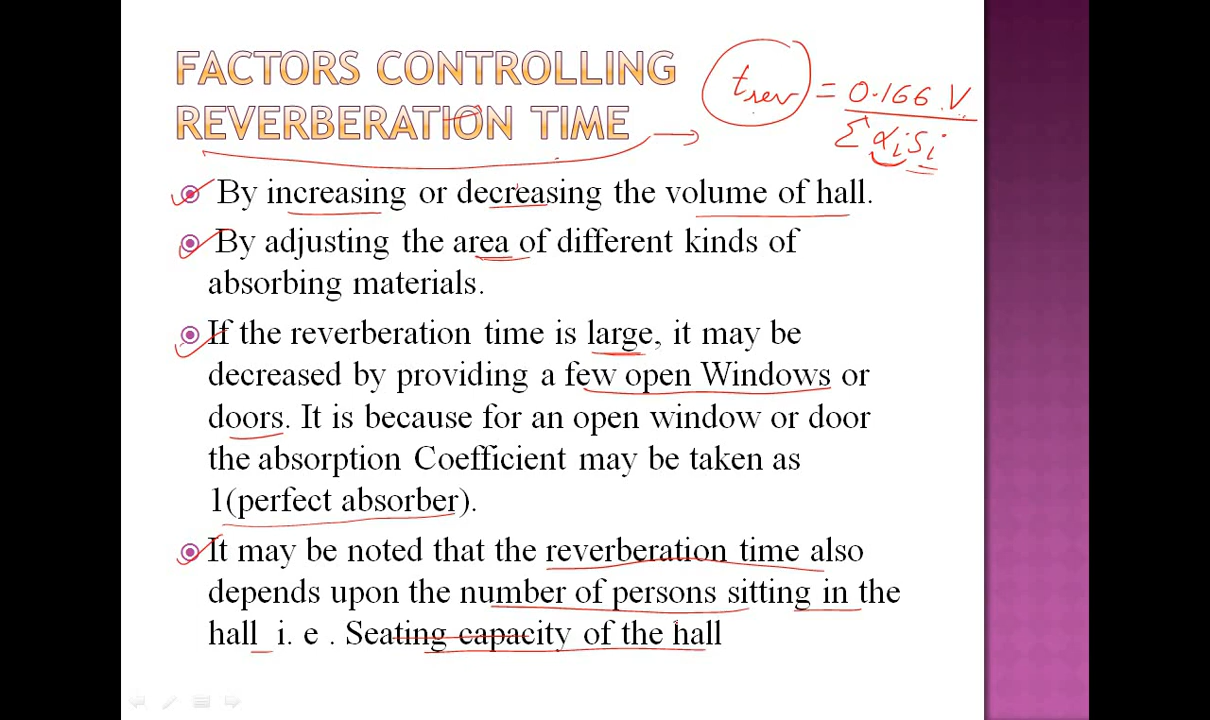 FACTORS CONTROLLING
REVERBERATION TIME
t_rev = 0.166 . V
Σ α_i S_i
By increasing or decreasing the volume of hall.
By adjusting the area of different kinds of
absorbing materials.
If the reverberation time is large, it may be
decreased by providing a few open Windows or
doors. It is because for an open window or door
the absorption Coefficient may be taken as
1(perfect absorber).
It may be noted that the reverberation time also
depends upon the number of persons sitting in the
hall i. e . Seating capacity of the hall